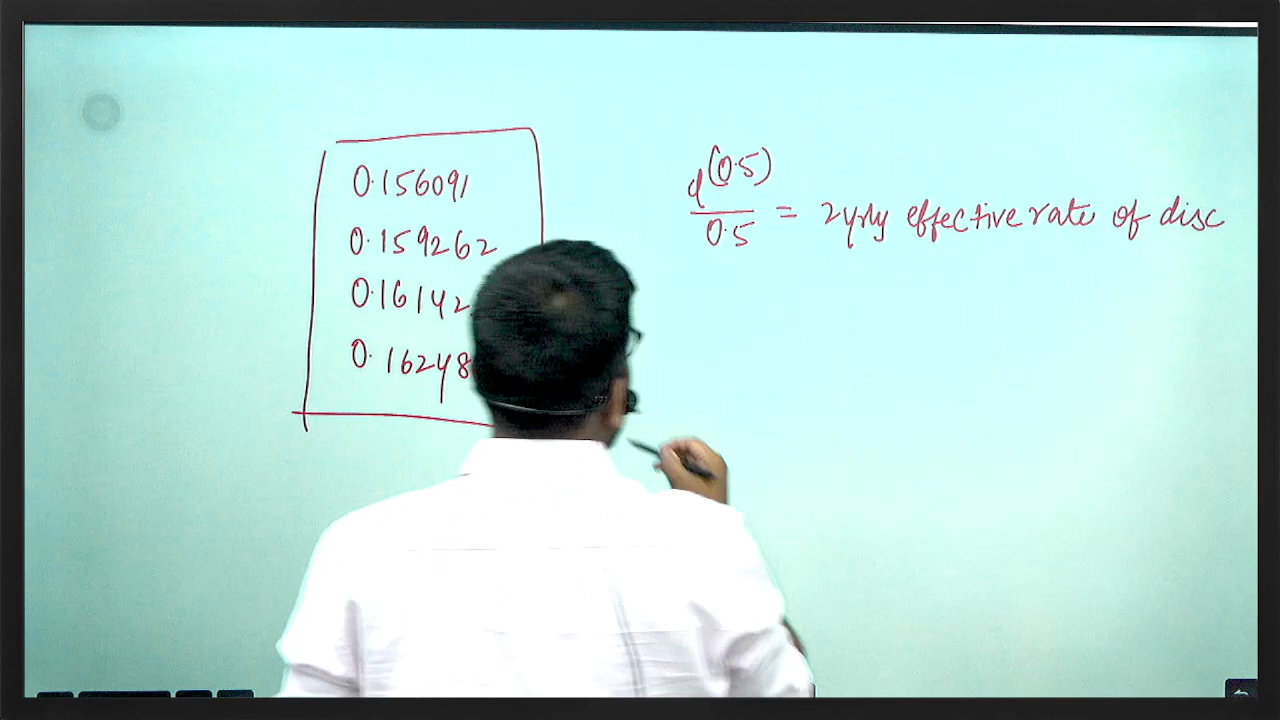 0.156091
0.159262
0.16142
0.16248
d^(0.5)/0.5 = 2yrly effective rate of disc